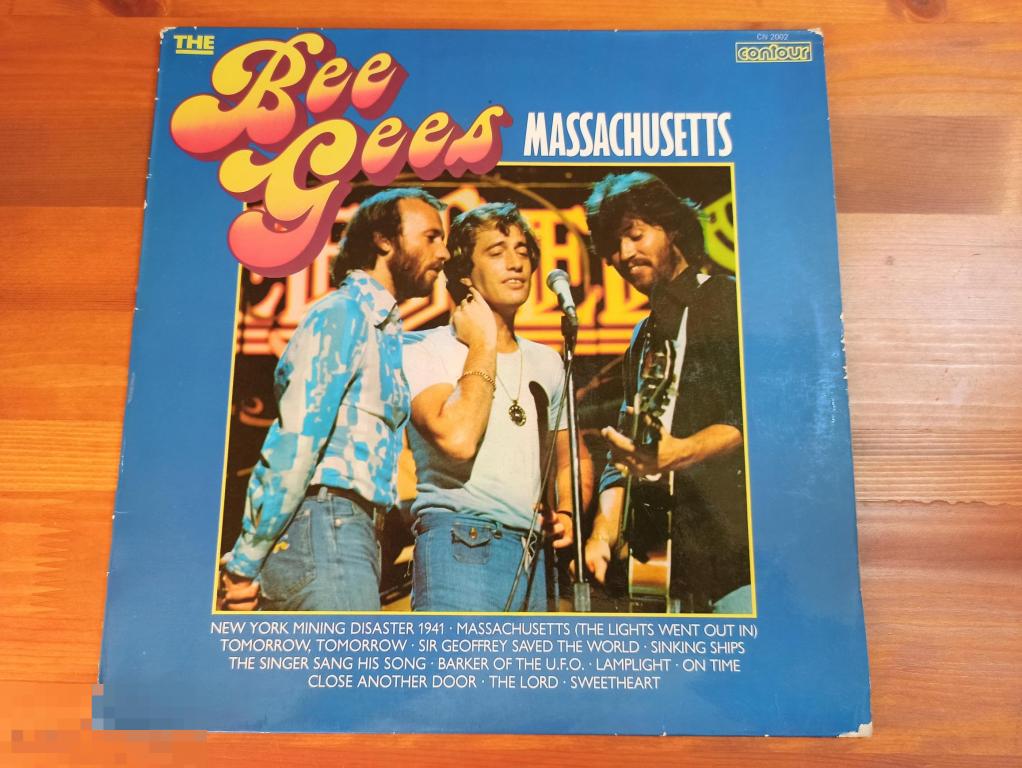 THE
Bee
Gees
CN 2002
contour
MASSACHUSETTS
NEW YORK MINING DISASTER 1941 · MASSACHUSETTS (THE LIGHTS WENT OUT IN)
TOMORROW, TOMORROW · SIR GEOFFREY SAVED THE WORLD · SINKING SHIPS
THE SINGER SANG HIS SONG · BARKER OF THE U.F.O. · LAMPLIGHT · ON TIME
CLOSE ANOTHER DOOR · THE LORD · SWEETHEART